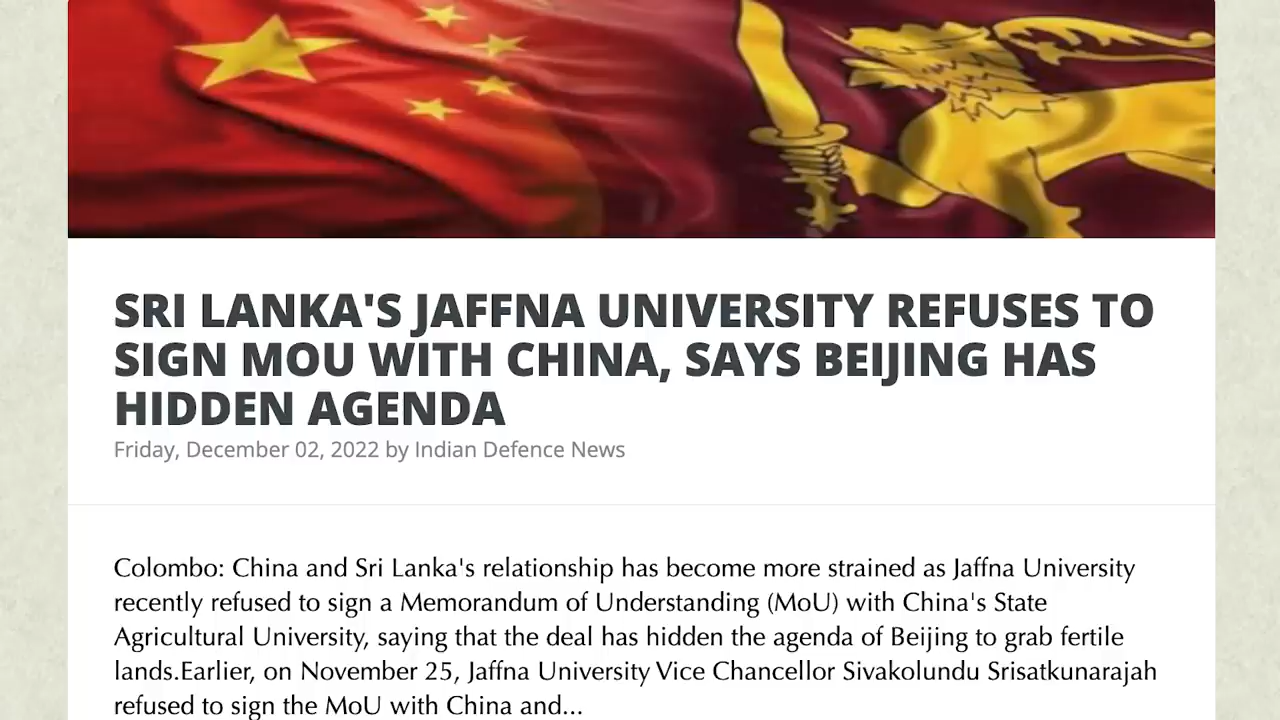 SRI LANKA'S JAFFNA UNIVERSITY REFUSES TO
SIGN MOU WITH CHINA, SAYS BEIJING HAS
HIDDEN AGENDA
Friday, December 02, 2022 by Indian Defence News
Colombo: China and Sri Lanka's relationship has become more strained as Jaffna University
recently refused to sign a Memorandum of Understanding (MoU) with China's State
Agricultural University, saying that the deal has hidden the agenda of Beijing to grab fertile
lands.Earlier, on November 25, Jaffna University Vice Chancellor Sivakolundu Srisatkunarajah
refused to sign the MoU with China and...